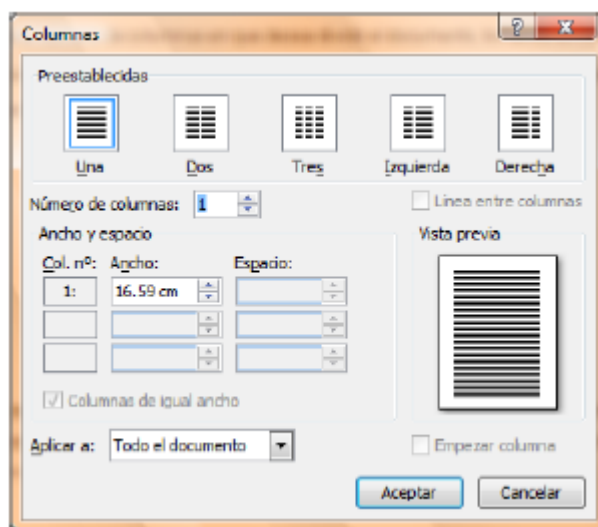 Columnas
Preestablecidas
Una Dos Tres Izquierda Derecha
Número de columnas: 1 Línea entre columnas
Ancho y espacio Vista previa
Col. nº: Ancho: Espacio:
1: 16.59 cm
Columnas de igual ancho
Aplicar a: Todo el documento Empezar columna
Aceptar Cancelar